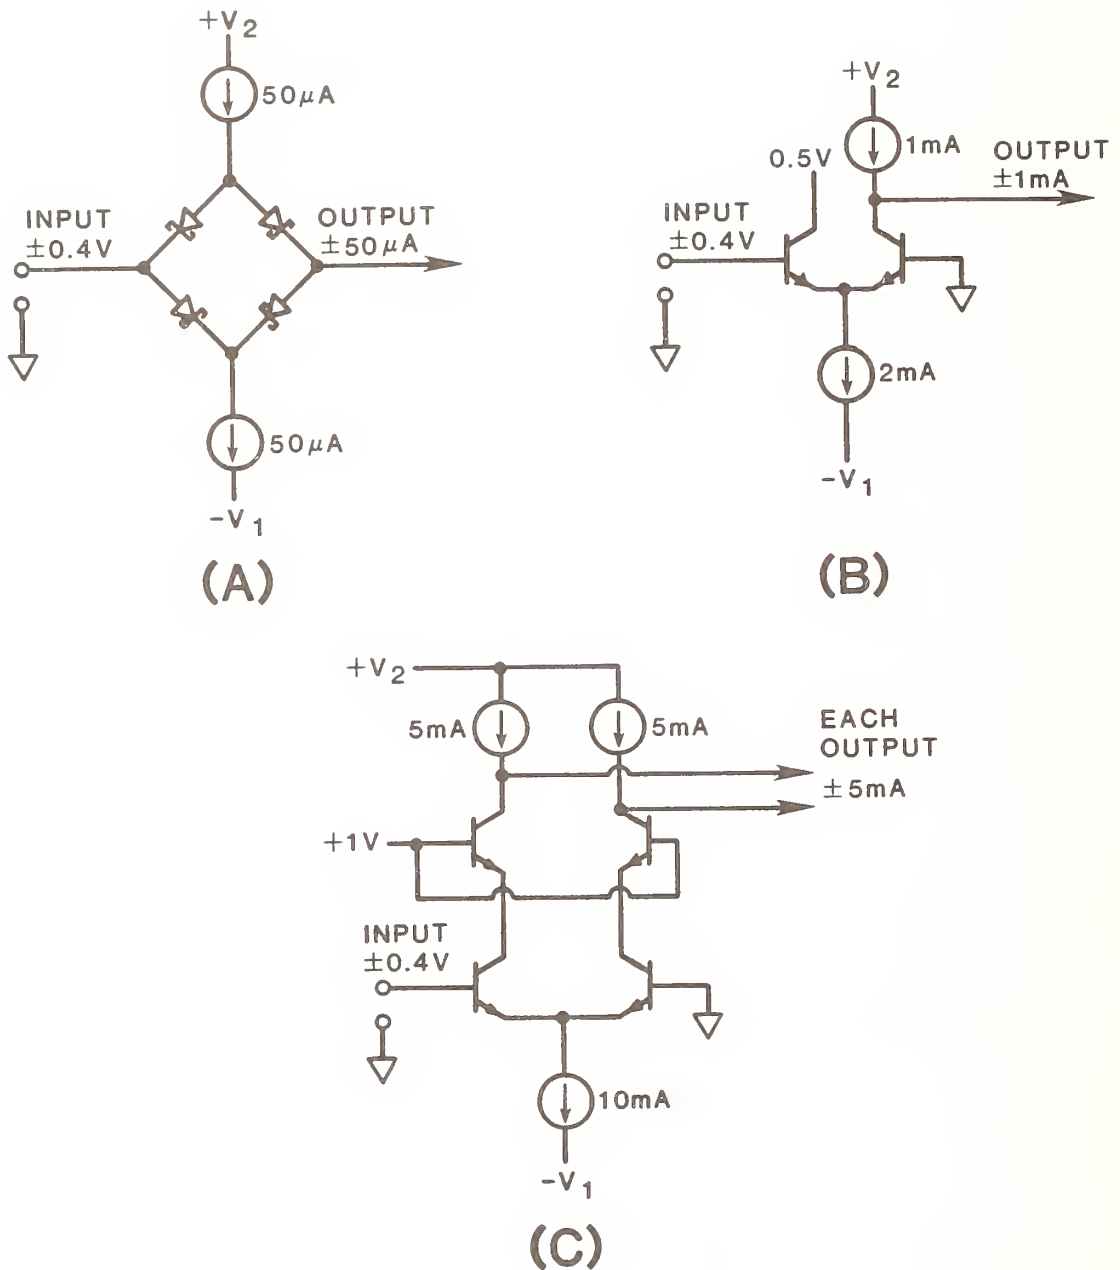 +V2
50μA
INPUT
±0.4V
OUTPUT
±50μA
50μA
-V1
(A)
+V2
1mA
0.5V
OUTPUT
±1mA
INPUT
±0.4V
2mA
-V1
(B)
+V2
5mA
5mA
EACH
OUTPUT
±5mA
+1V
INPUT
±0.4V
10mA
-V1
(C)